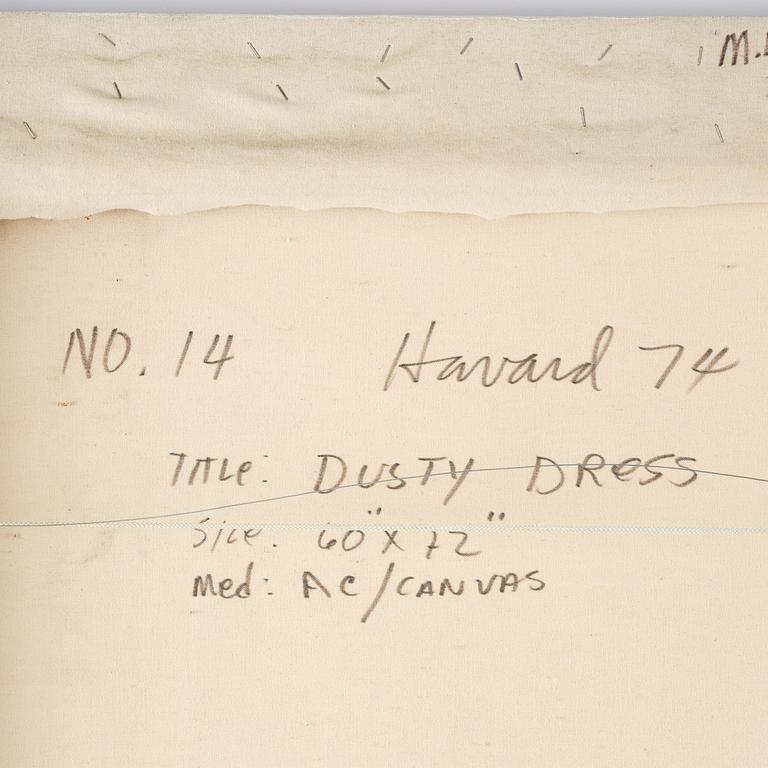 M.
NO. 14 Havard 74
TITLe: DUSTY DRESS
Size. 60" X 72"
Med: AC/CANVAS